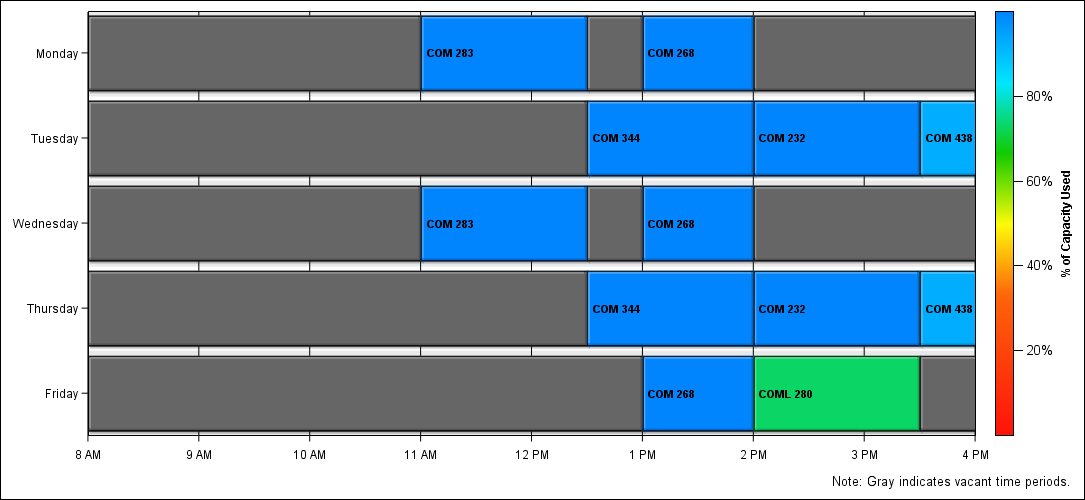 Monday
COM 283
COM 268
Tuesday
COM 344
COM 232
COM 438
Wednesday
COM 283
COM 268
Thursday
COM 344
COM 232
COM 438
Friday
COM 268
COML 280
8 AM
9 AM
10 AM
11 AM
12 PM
1 PM
2 PM
3 PM
4 PM
80%
60%
40%
20%
% of Capacity Used
Note: Gray indicates vacant time periods.